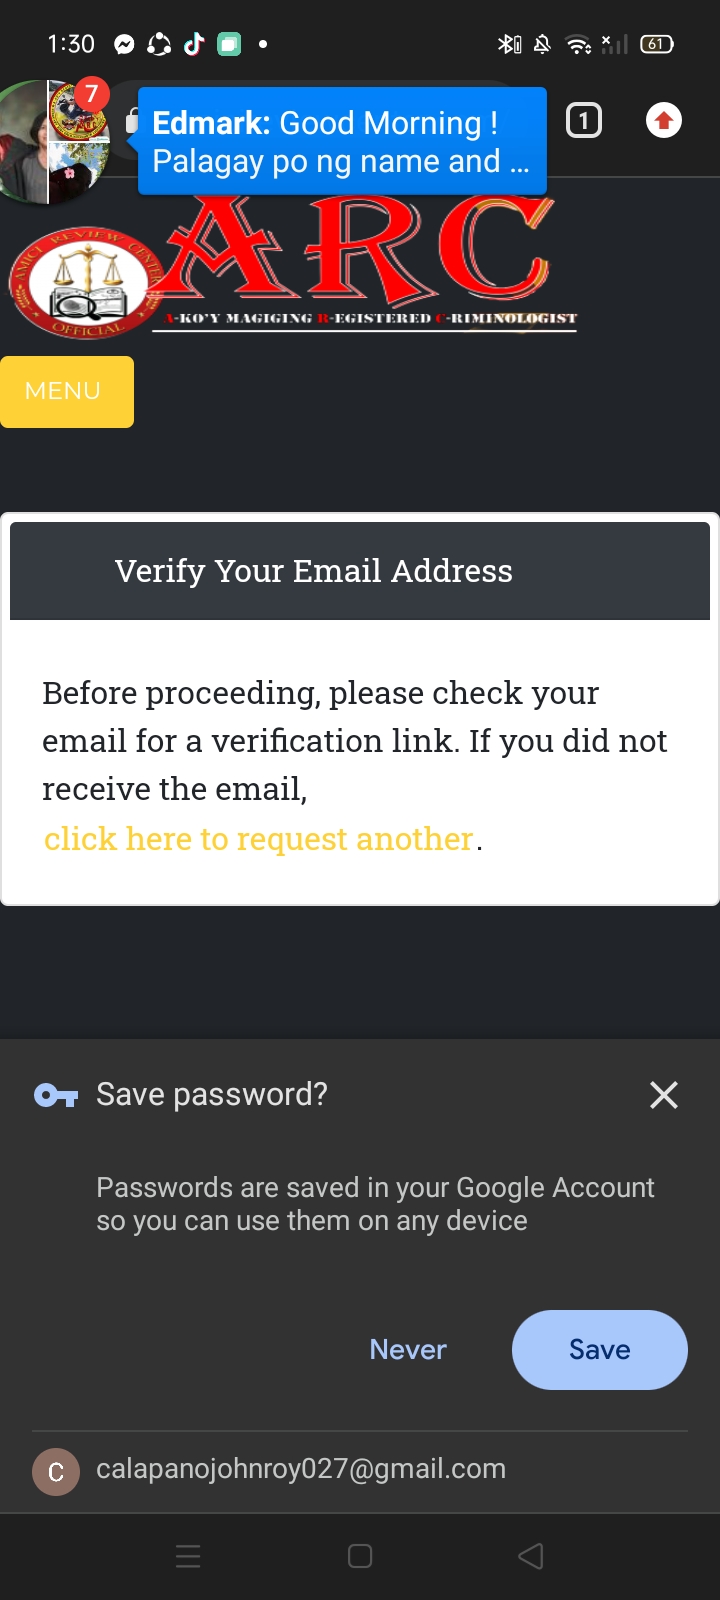 1:30
61
7
Edmark: Good Morning !
Palagay po ng name and ...
1
ARC
AMICI REVIEW CENTER
OFFICIAL
A-KO'Y MAGIGING R-EGISTERED C-RIMINOLOGIST
MENU
Verify Your Email Address
Before proceeding, please check your
email for a verification link. If you did not
receive the email,
click here to request another.
Save password?
Passwords are saved in your Google Account
so you can use them on any device
Never
Save
C
calapanojohnroy027@gmail.com